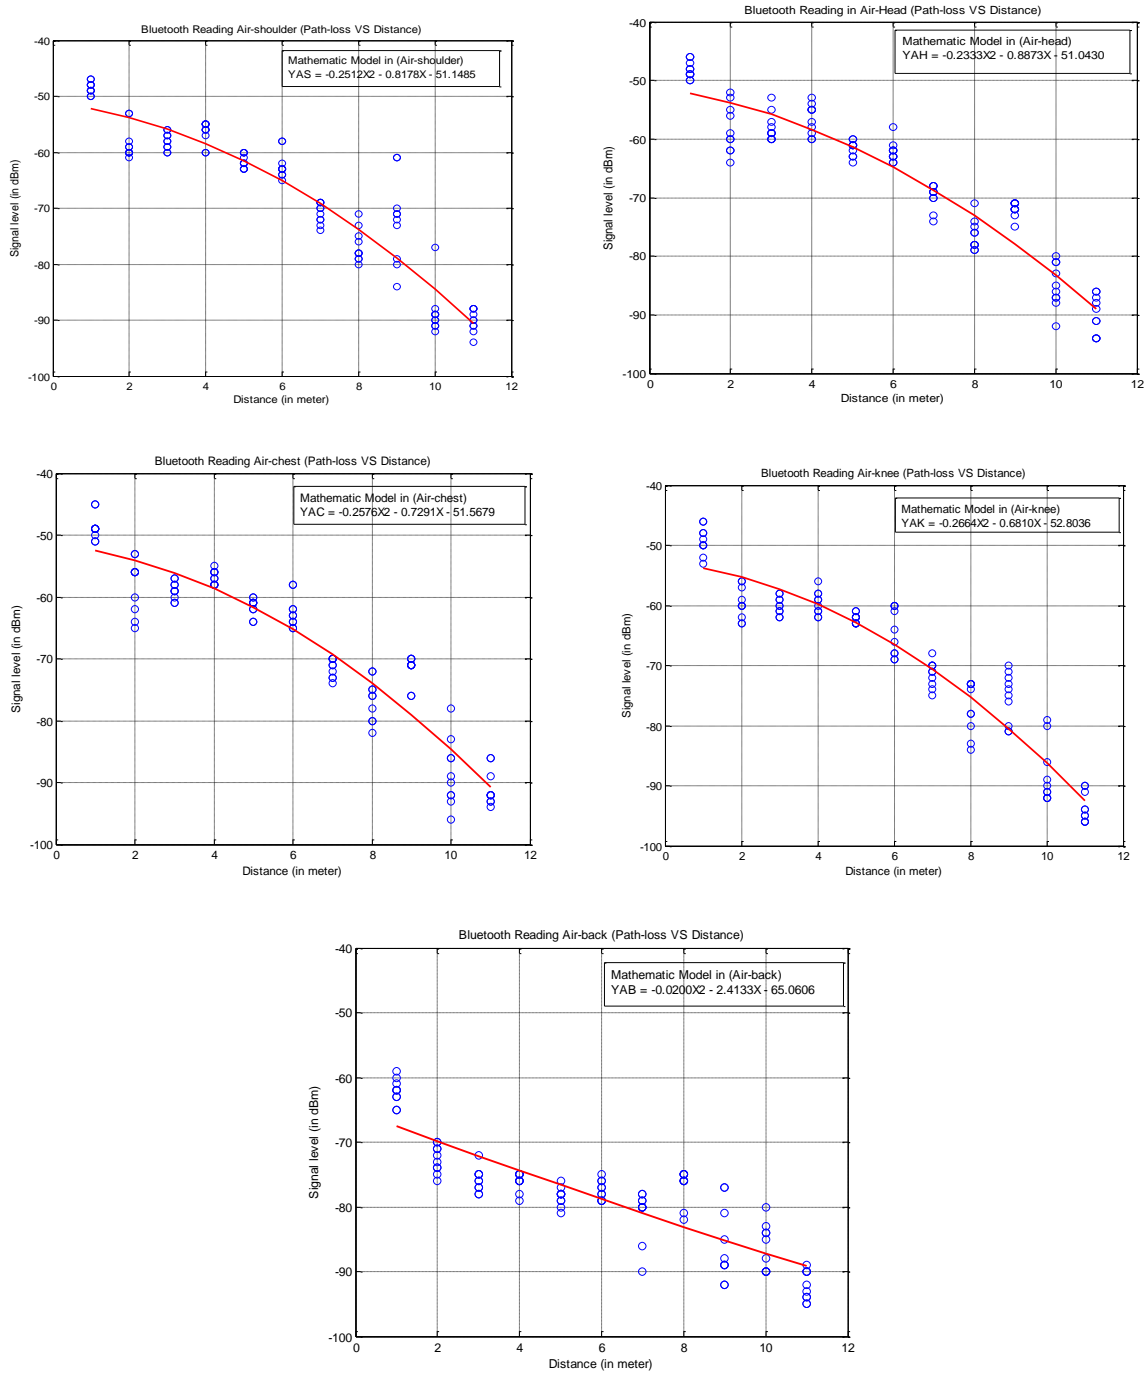 Bluetooth Reading Air-shoulder (Path-loss VS Distance)
Mathematic Model in (Air-shoulder)
YAS = -0.2512X2 - 0.8178X - 51.1485
Signal level (in dBm)
-40
-50
-60
-70
-80
-90
-100
0 2 4 6 8 10 12
Distance (in meter)
Bluetooth Reading in Air-Head (Path-loss VS Distance)
Mathematic Model in (Air-head)
YAH = -0.2333X2 - 0.8873X - 51.0430
Signal level (in dBm)
-40
-50
-60
-70
-80
-90
-100
0 2 4 6 8 10 12
Distance (in meter)
Bluetooth Reading Air-chest (Path-loss VS Distance)
Mathematic Model in (Air-chest)
YAC = -0.2576X2 - 0.7291X - 51.5679
Signal level (in dBm)
-40
-50
-60
-70
-80
-90
-100
0 2 4 6 8 10 12
Distance (in meter)
Bluetooth Reading Air-knee (Path-loss VS Distance)
Mathematic Model in (Air-knee)
YAK = -0.2664X2 - 0.6810X - 52.8036
Signal level (in dBm)
-40
-50
-60
-70
-80
-90
-100
0 2 4 6 8 10 12
Distance (in meter)
Bluetooth Reading Air-back (Path-loss VS Distance)
Mathematic Model in (Air-back)
YAB = -0.0200X2 - 2.4133X - 65.0606
Signal level (in dBm)
-40
-50
-60
-70
-80
-90
-100
0 2 4 6 8 10 12
Distance (in meter)